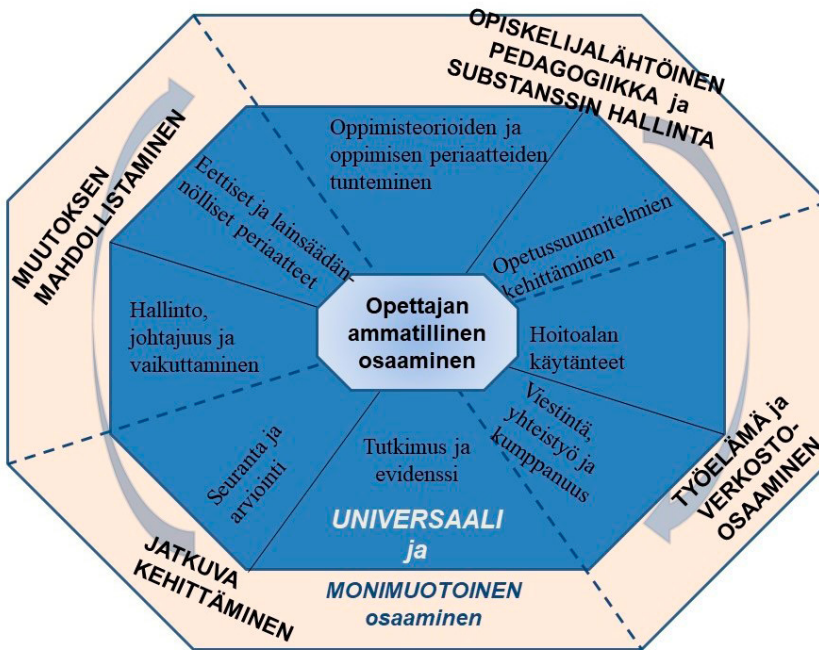 OPISKELIJALÄHTÖINEN
PEDAGOGIIKKA ja
SUBSTANSSIN HALLINTA
MUUTOKSEN
MAHDOLLISTAMINEN
Oppimisteorioiden ja
oppimisen periaatteiden
tunteminen
Eettiset ja lainsäädän-
nölliset periaatteet
Opetussuunnitelmien
kehittäminen
Opettajan
ammatillinen
osaaminen
Hallinto,
johtajuus ja
vaikuttaminen
Hoitoalan
käytänteet
Viestintä,
yhteistyö ja
kumppanuus
Seuranta ja
arviointi
Tutkimus ja
evidenssi
TYÖELÄMÄ ja
VERKOSTO-
OSAAMINEN
UNIVERSAALI
ja
MONIMUOTOINEN
osaaminen
JATKUVA
KEHITTÄMINEN